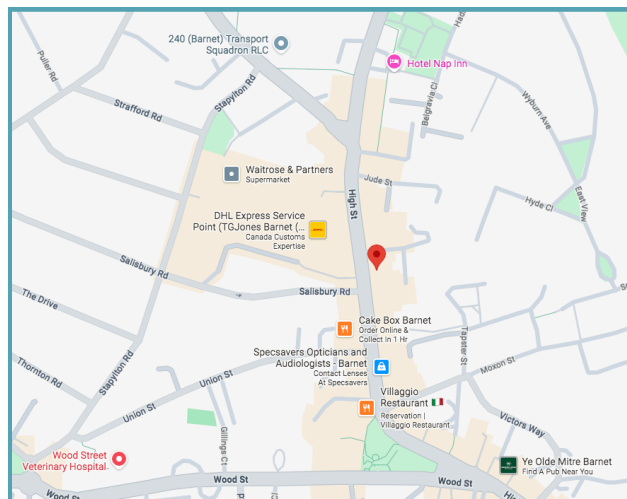 240 (Barnet) Transport
Squadron RLC
Hotel Nap Inn
Puller Rd
Stapylton Rd
Strafford Rd
Belgravia Cl
Wyburn Ave
Waitrose & Partners
Supermarket
Jude St
High St
Hyde Cl
East View
DHL Express Service
Point (TGJones Barnet (...
Canada Customs
Expertise
Salisbury Rd
Salisbury Rd
The Drive
Cake Box Barnet
Order Online &
Collect In 1 Hr
Tapster St
Specsavers Opticians and
Audiologists - Barnet
Contact Lenses
At Specsavers
Moxon St
Thornton Rd
Stapylton Rd
Union St
Union St
Villaggio
Restaurant
Reservation |
Villaggio Restaurant
Victors Way
Gillings Ct
Wood Street
Veterinary Hospital
Ye Olde Mitre Barnet
Find A Pub Near You
Wood St
Wood St
Wood St